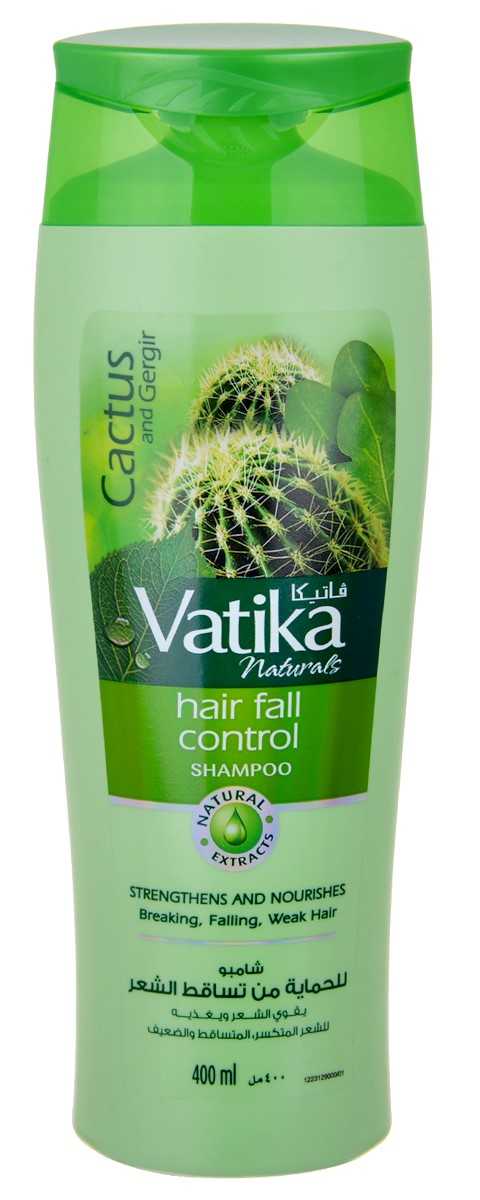 Cactus
and Gergir
ڤاتيكا
Vatika
Naturals
hair fall
control
SHAMPOO
NATURAL
EXTRACTS
STRENGTHENS AND NOURISHES
Breaking, Falling, Weak Hair
شامبو
للحماية من تساقط الشعر
يقوي الشعر ويغذيه
للشعر المتكسر، المتساقط والضعيف
400 ml ٤٠٠ مل